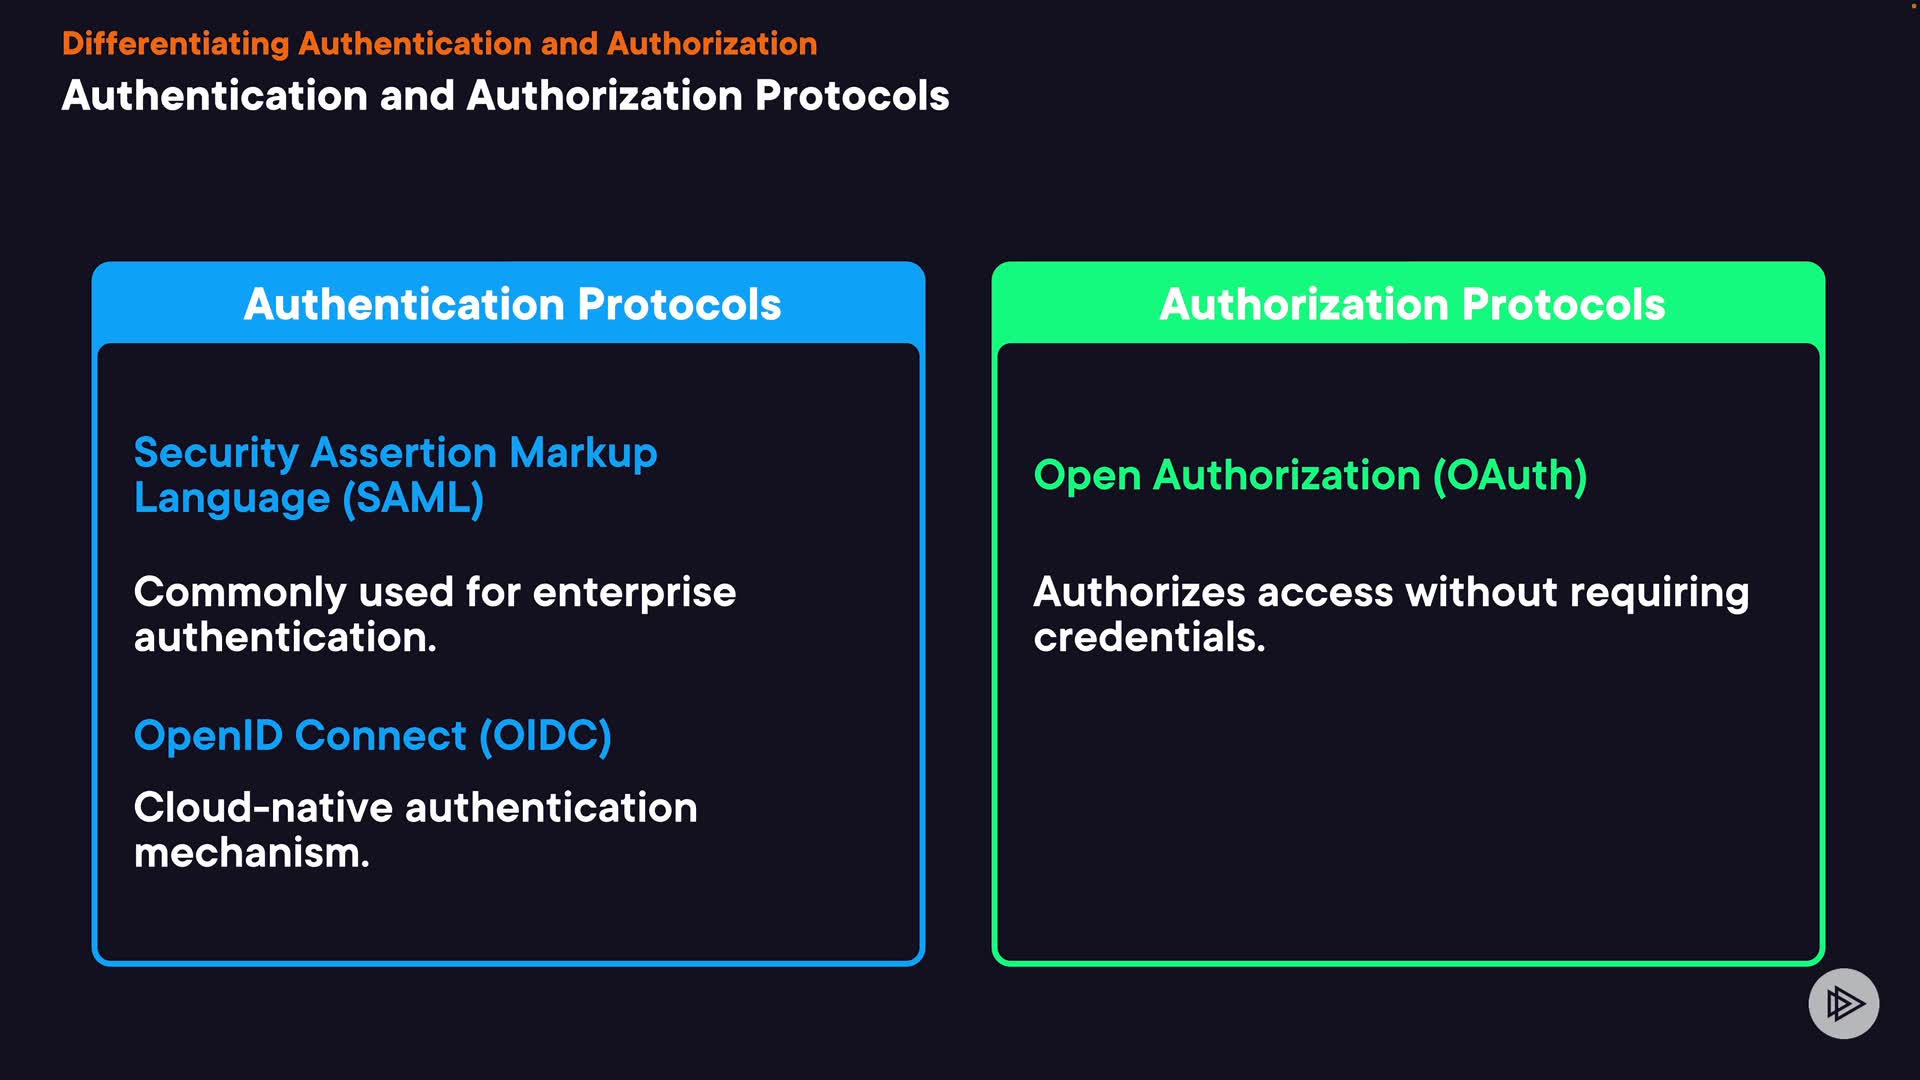 Differentiating Authentication and Authorization
Authentication and Authorization Protocols
Authentication Protocols
Security Assertion Markup
Language (SAML)
Commonly used for enterprise
authentication.
OpenID Connect (OIDC)
Cloud-native authentication
mechanism.
Authorization Protocols
Open Authorization (OAuth)
Authorizes access without requiring
credentials.